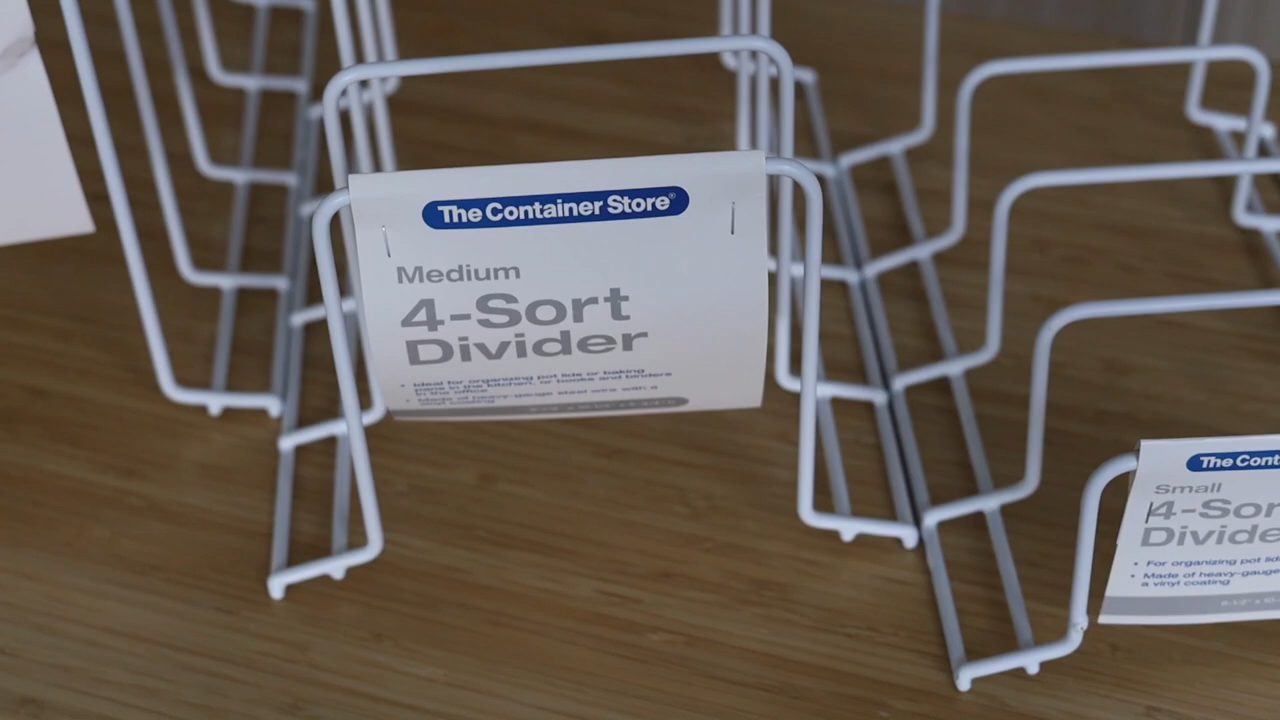 The Container Store®
Medium
4-Sort
Divider
• Ideal for organizing pot lids or baking
pans in the kitchen, or books and binders
in the office
• Made of heavy-gauge steel wire with a
vinyl coating
The Cont
Small
4-Sor
Divide
• For organizing pot lids
• Made of heavy-gauge
a vinyl coating